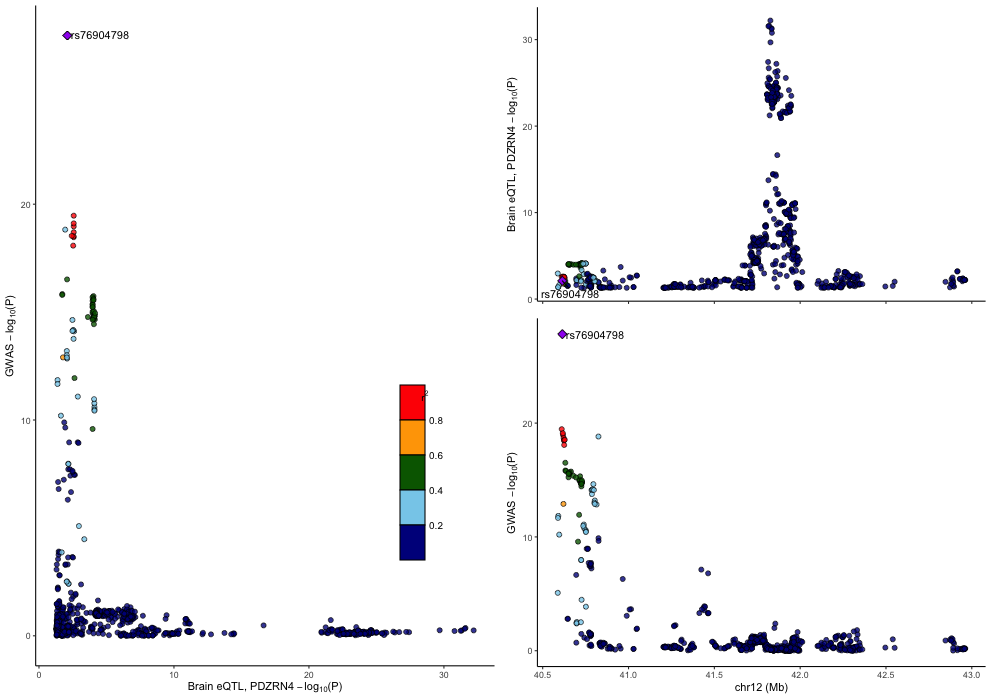 rs76904798
20
10
0
GWAS −log10(P)
0
10
20
30
Brain eQTL, PDZRN4 −log10(P)
r2
0.8
0.6
0.4
0.2
30
20
10
0
Brain eQTL, PDZRN4 −log10(P)
rs76904798
rs76904798
20
10
0
GWAS −log10(P)
40.5
41.0
41.5
42.0
42.5
43.0
chr12 (Mb)